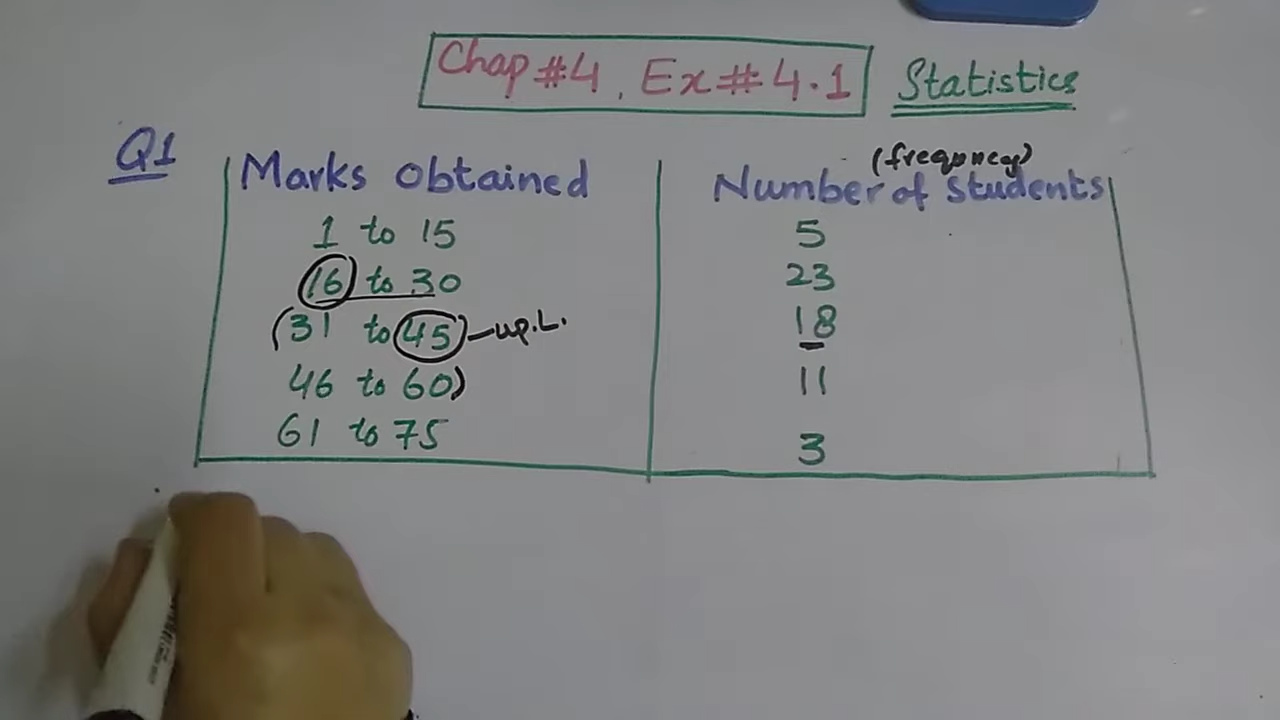 Chap #4, Ex #4.1 Statistics
Q1
Marks obtained (frequency) Number of students
1 to 15 5
16 to 30 23
(31 to 45) up.L. 18
46 to 60) 11
61 to 75 3